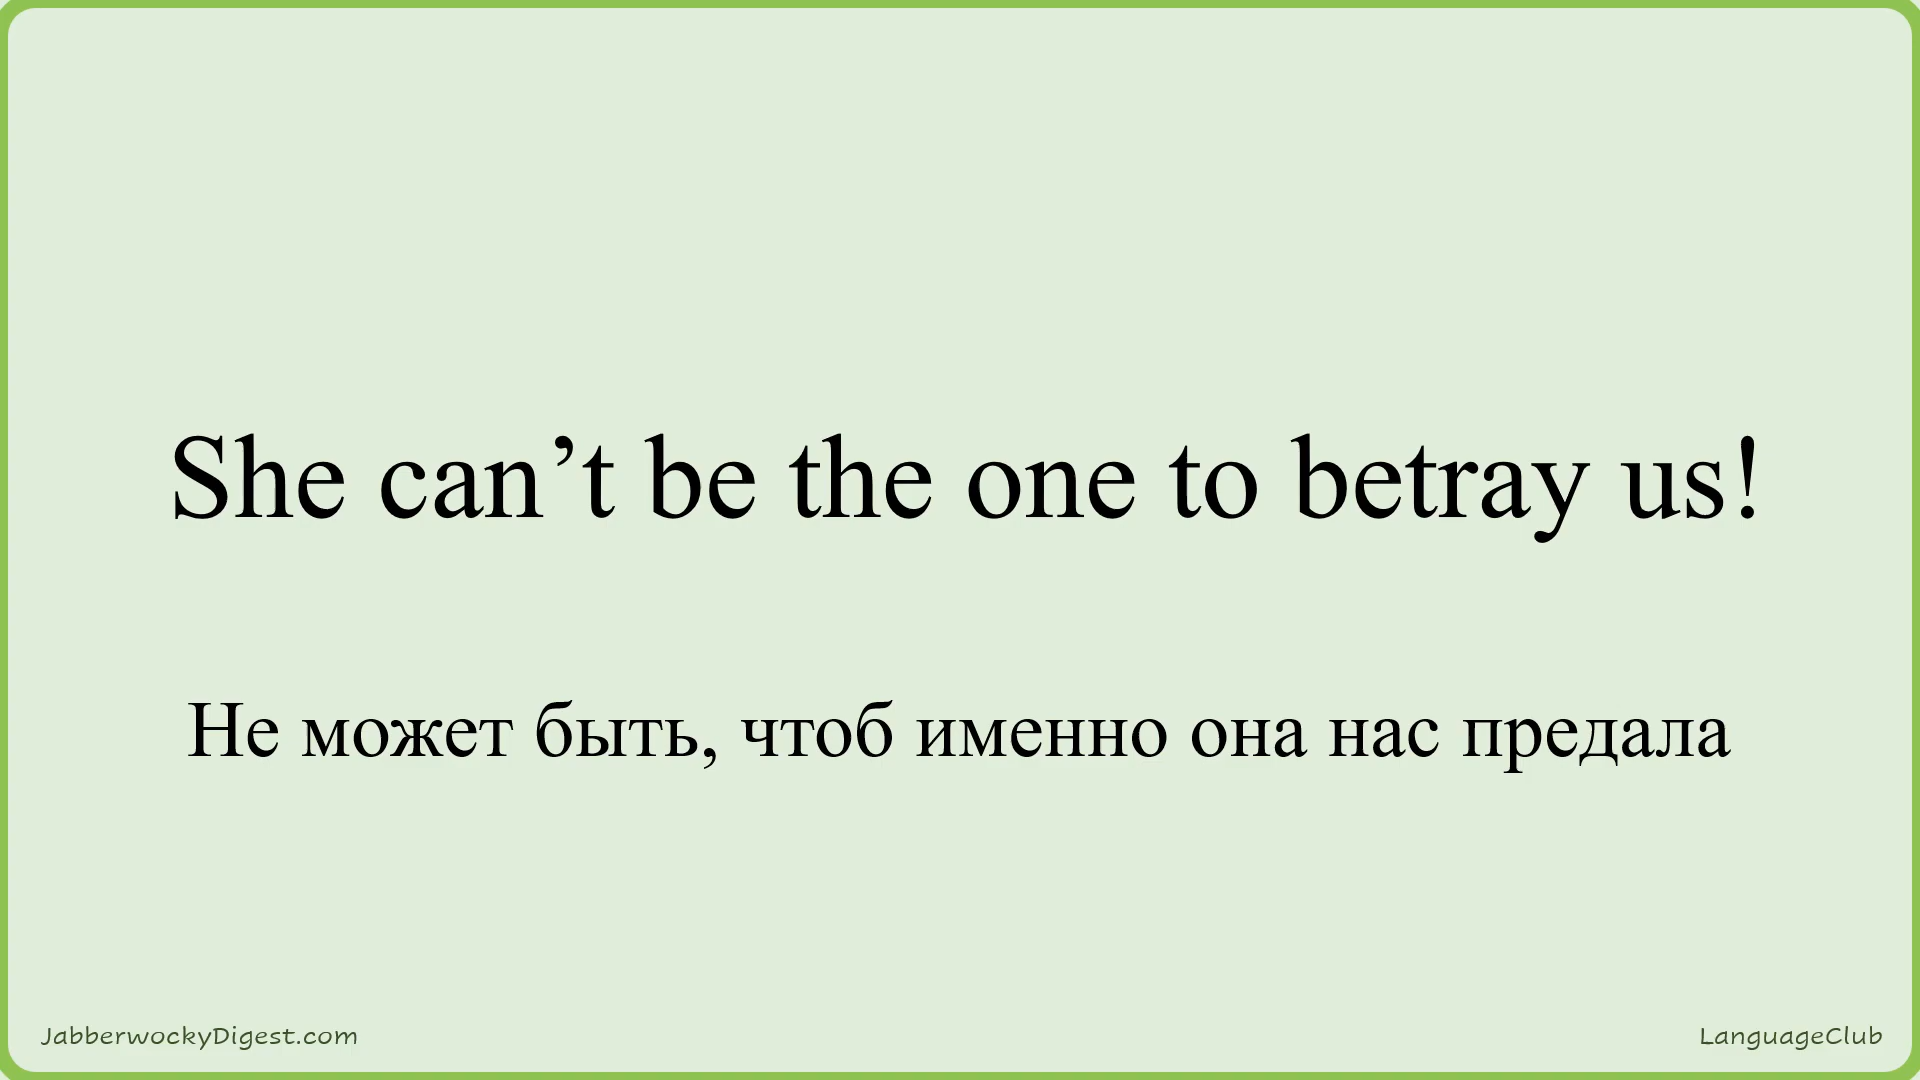 She can’t be the one to betray us!
Не может быть, чтоб именно она нас предала
JabberwockyDigest.com
LanguageClub